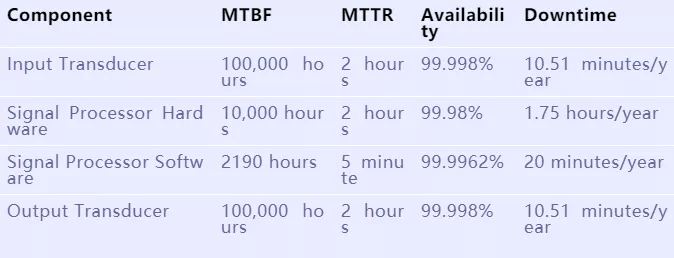 Component MTBF MTTR Availabili
ty Downtime
Input Transducer 100,000 ho
urs 2 hour
s 99.998% 10.51 minutes/y
ear
Signal Processor Hard
ware 10,000 hour
s 2 hour
s 99.98% 1.75 hours/year
Signal Processor Softw
are 2190 hours 5 minu
te 99.9962% 20 minutes/year
Output Transducer 100,000 ho
urs 2 hour
s 99.998% 10.51 minutes/y
ear